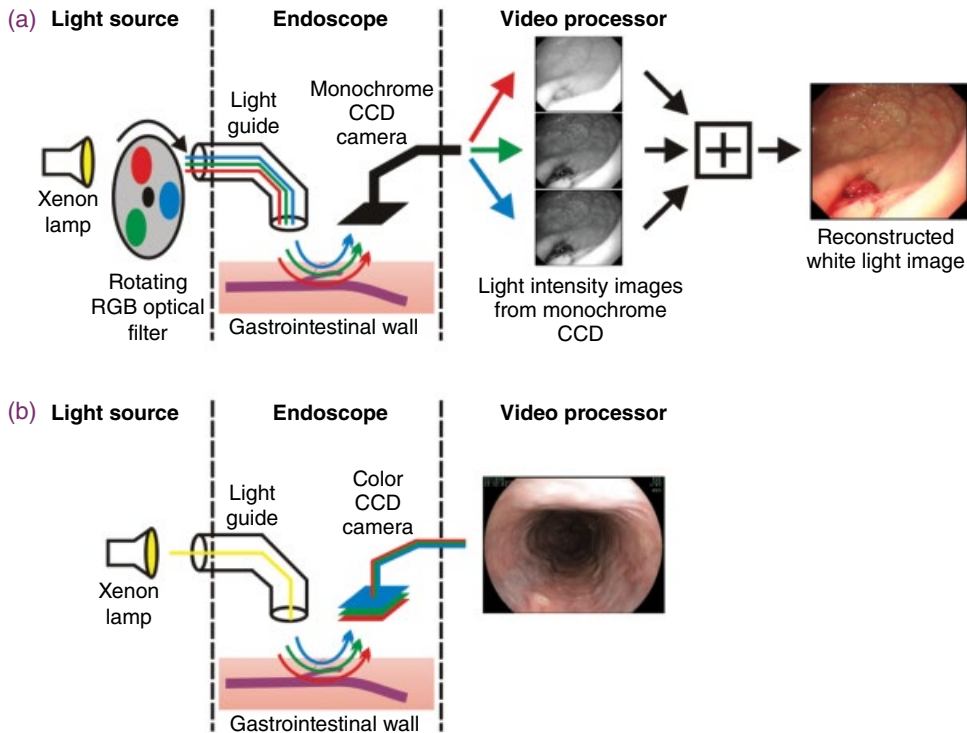 (a) Light source Endoscope Video processor
Light
guide
Monochrome
CCD
camera
Xenon
lamp
Rotating
RGB optical
filter
Gastrointestinal wall
Light intensity images
from monochrome
CCD
Reconstructed
white light image
(b) Light source Endoscope Video processor
Light
guide
Color
CCD
camera
Xenon
lamp
Gastrointestinal wall